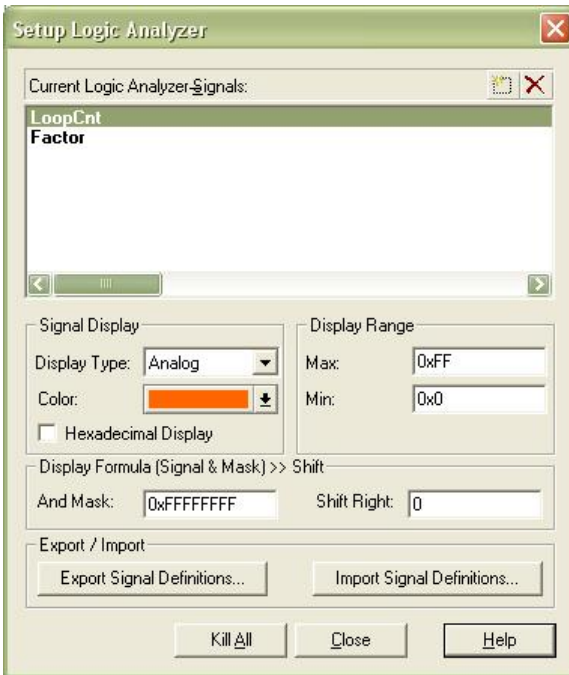 Setup Logic Analyzer
Current Logic Analyzer-Signals:
LoopCnt
Factor
Signal Display
Display Type: Analog
Color:
Hexadecimal Display
Display Range
Max: 0xFF
Min: 0x0
Display Formula (Signal & Mask) >> Shift
And Mask: 0xFFFFFFFF Shift Right: 0
Export / Import
Export Signal Definitions... Import Signal Definitions...
Kill All Close Help